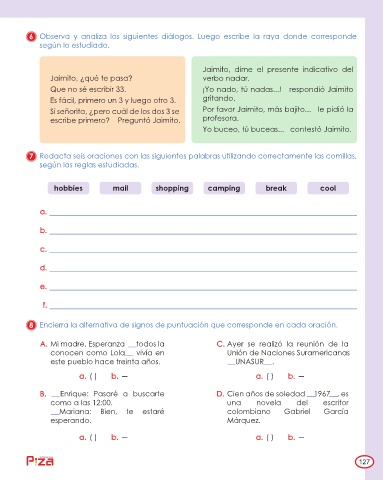 6 Observa y analiza los siguientes diálogos. Luego escribe la raya donde corresponde
según lo estudiado.
Jaimito, ¿qué te pasa?
Que no sé escribir 33.
Es fácil, primero un 3 y luego otro 3.
Sí señorita, ¿pero cuál de los dos 3 se
escribe primero? Preguntó Jaimito.
Jaimito, dime el presente indicativo del
verbo nadar.
¡Yo nado, tú nadas...! respondió Jaimito
gritando.
Por favor Jaimito, más bajito... le pidió la
profesora.
Yo buceo, tú buceas... contestó Jaimito.
7 Redacta seis oraciones con las siguientes palabras utilizando correctamente las comillas,
según las reglas estudiadas.
hobbies mail shopping camping break cool
a.
b.
c.
d.
e.
f.
8 Encierra la alternativa de signos de puntuación que corresponde en cada oración.
A. Mi madre, Esperanza __todos la
conocen como Lola__ vivía en
este pueblo hace treinta años.
a. ( ) b. —
B. __Enrique: Pasaré a buscarte
como a las 12:00.
__Mariana: Bien, te estaré
esperando.
a. ( ) b. —
C. Ayer se realizó la reunión de la
Unión de Naciones Suramericanas
__UNASUR__.
a. ( ) b. —
D. Cien años de soledad __1967__, es
una novela del escritor
colombiano Gabriel García
Márquez.
a. ( ) b. —
127